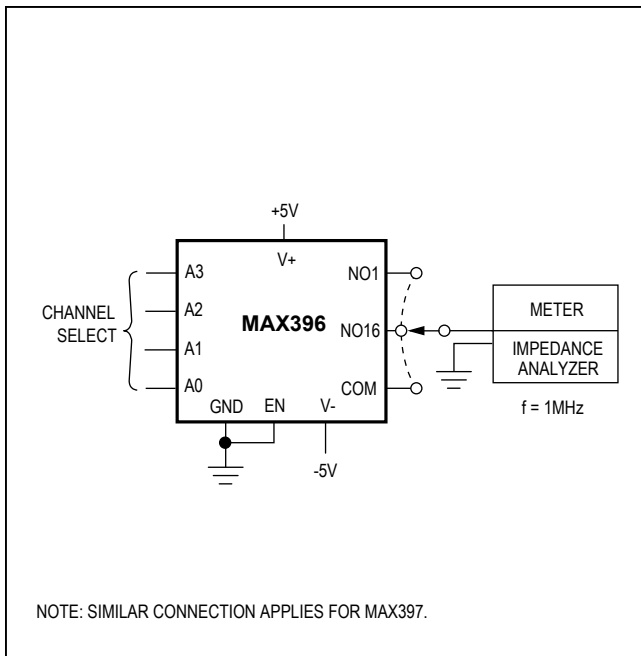 +5V
V+
A3
NO1
CHANNEL
SELECT
A2
MAX396
NO16
METER
A1
IMPEDANCE
ANALYZER
A0
COM
GND
EN
V-
f = 1MHz
-5V
NOTE: SIMILAR CONNECTION APPLIES FOR MAX397.